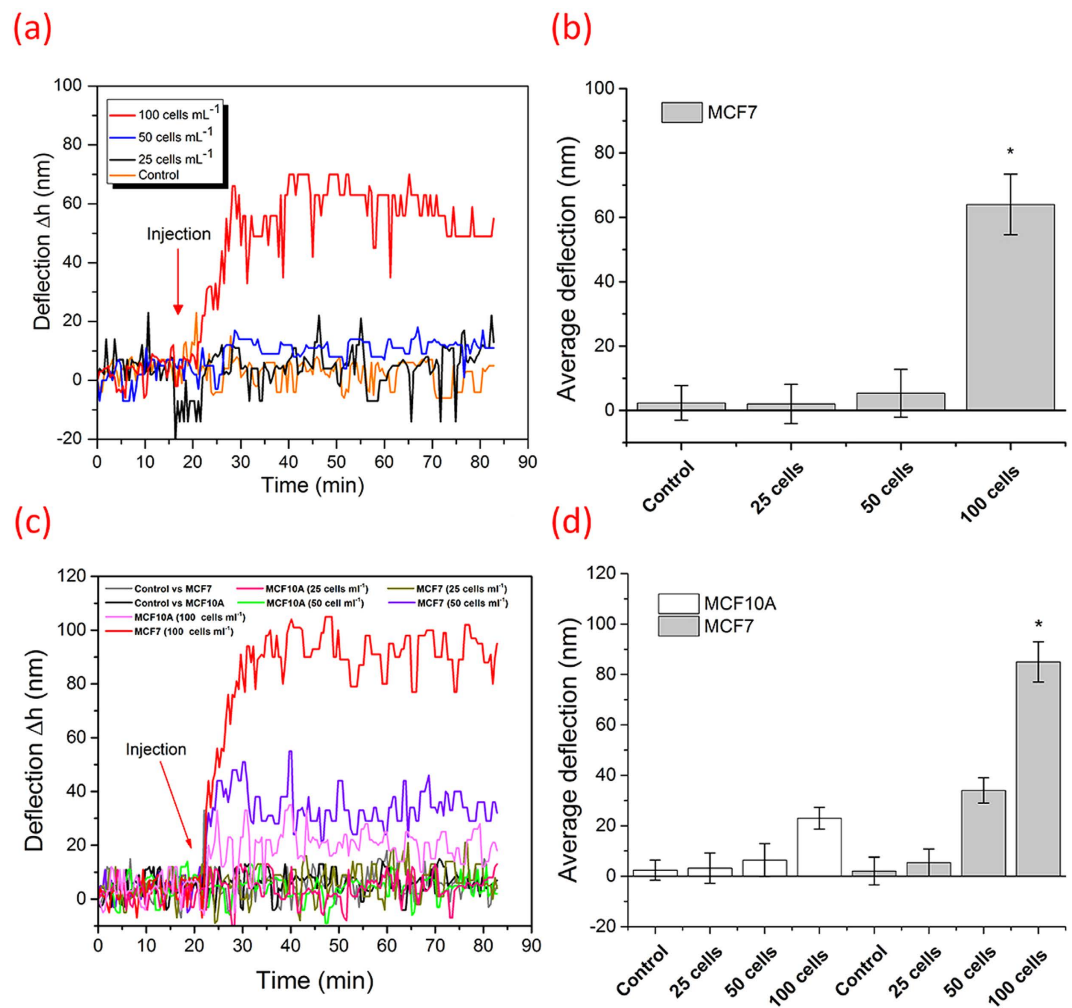 (a)
100
80
60
40
20
0
-20
Deflection Δh (nm)
100 cells mL⁻¹
50 cells mL⁻¹
25 cells mL⁻¹
Control
Injection
0 10 20 30 40 50 60 70 80 90
Time (min)
(b)
100
80
60
40
20
0
Average deflection (nm)
MCF7
*
Control 25 cells 50 cells 100 cells
(c)
120
100
80
60
40
20
0
Deflection Δh (nm)
Control vs MCF7 MCF10A (25 cells ml⁻¹) MCF7 (25 cells ml⁻¹)
Control vs MCF10A MCF10A (50 cell ml⁻¹) MCF7 (50 cells ml⁻¹)
MCF10A (100 cells ml⁻¹)
MCF7 (100 cells ml⁻¹)
Injection
0 10 20 30 40 50 60 70 80 90
Time (min)
(d)
120
100
80
60
40
20
0
-20
Average deflection (nm)
MCF10A
MCF7
*
Control 25 cells 50 cells 100 cells Control 25 cells 50 cells 100 cells